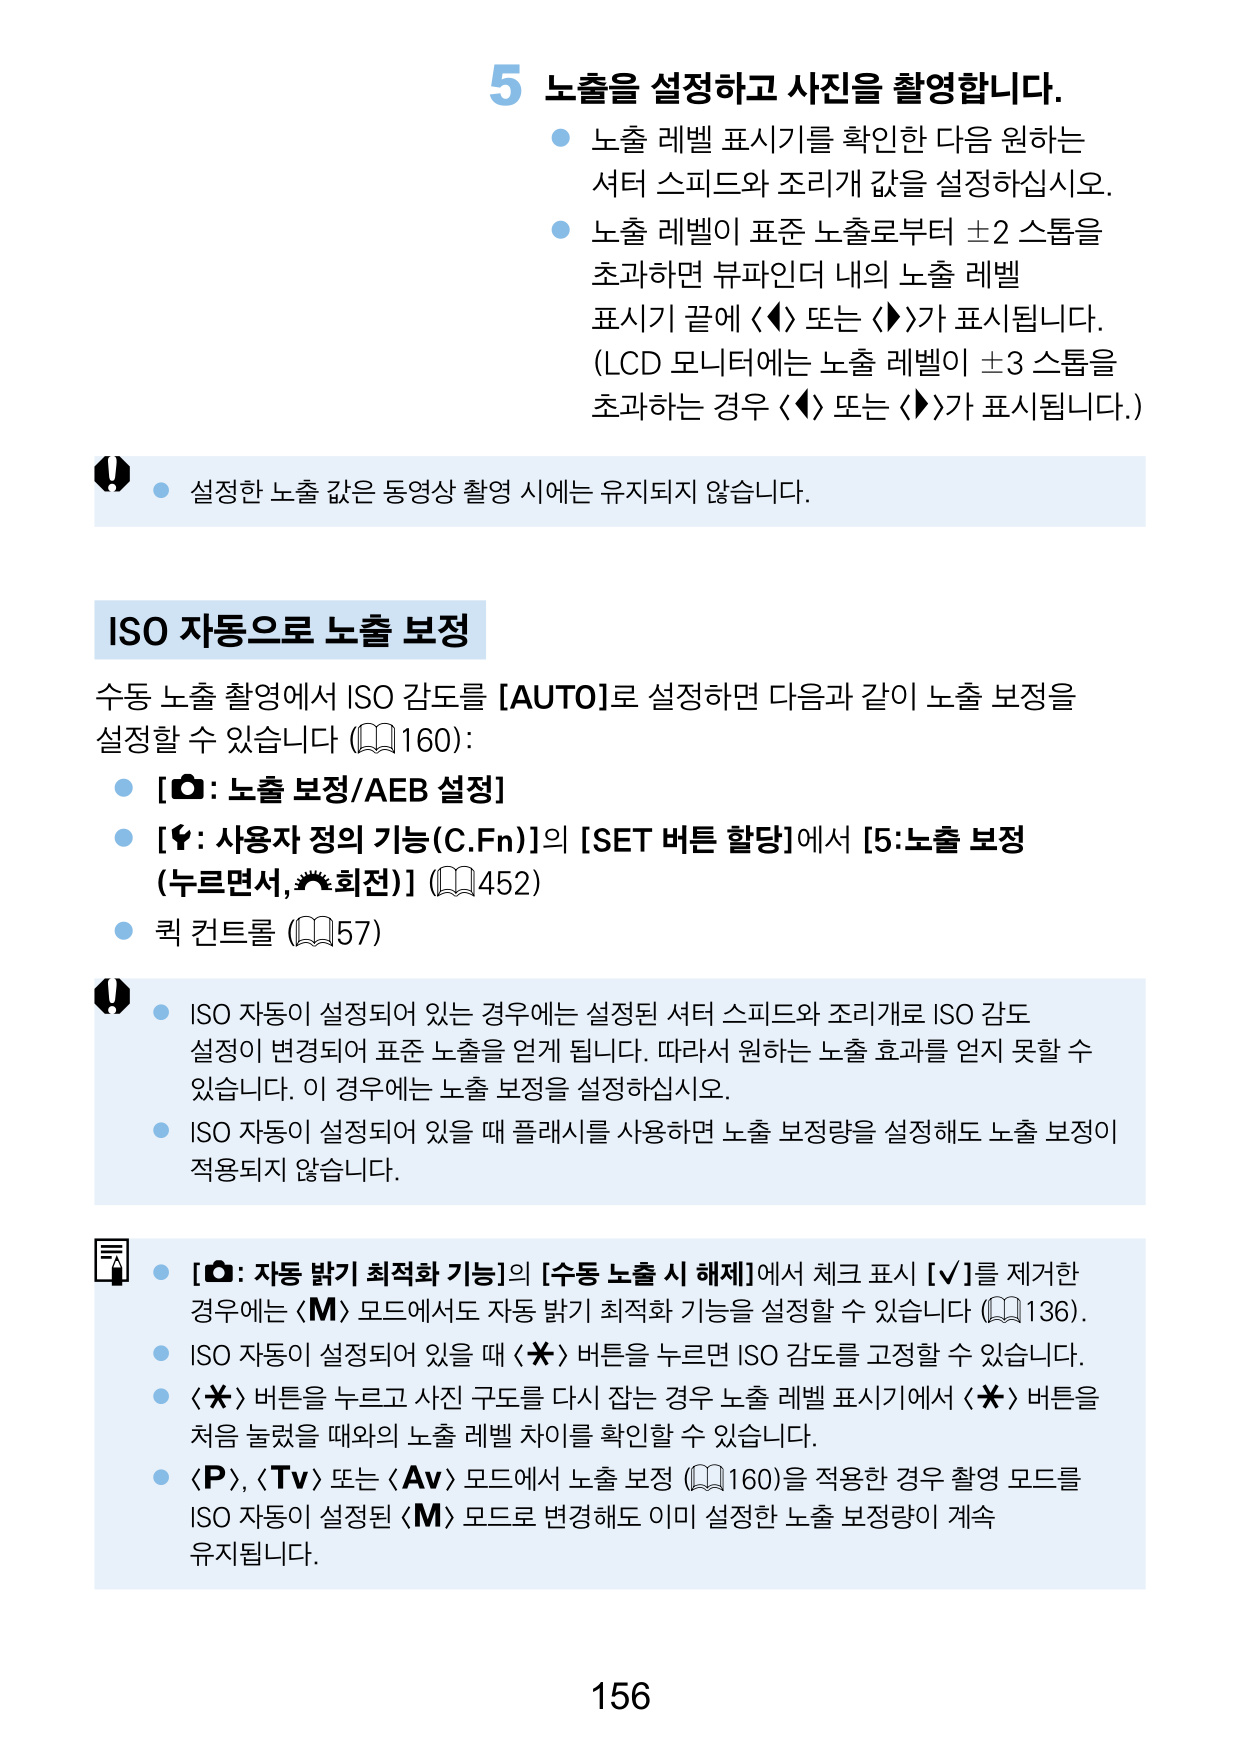 5 노출을 설정하고 사진을 촬영합니다.
● 노출 레벨 표시기를 확인한 다음 원하는
셔터 스피드와 조리개 값을 설정하십시오.
● 노출 레벨이 표준 노출로부터 ±2 스톱을
초과하면 뷰파인더 내의 노출 레벨
표시기 끝에 〈◀〉 또는 〈▶〉가 표시됩니다.
(LCD 모니터에는 노출 레벨이 ±3 스톱을
초과하는 경우 〈◀〉 또는 〈▶〉가 표시됩니다.)
● 설정한 노출 값은 동영상 촬영 시에는 유지되지 않습니다.
ISO 자동으로 노출 보정
수동 노출 촬영에서 ISO 감도를 [AUTO]로 설정하면 다음과 같이 노출 보정을
설정할 수 있습니다 (160):
● [: 노출 보정/AEB 설정]
● [: 사용자 정의 기능(C.Fn)]의 [SET 버튼 할당]에서 [5:노출 보정
(누르면서,회전)] (452)
● 퀵 컨트롤 (57)
● ISO 자동이 설정되어 있는 경우에는 설정된 셔터 스피드와 조리개로 ISO 감도
설정이 변경되어 표준 노출을 얻게 됩니다. 따라서 원하는 노출 효과를 얻지 못할 수
있습니다. 이 경우에는 노출 보정을 설정하십시오.
● ISO 자동이 설정되어 있을 때 플래시를 사용하면 노출 보정량을 설정해도 노출 보정이
적용되지 않습니다.
● [: 자동 밝기 최적화 기능]의 [수동 노출 시 해제]에서 체크 표시 [√]를 제거한
경우에는 〈M〉 모드에서도 자동 밝기 최적화 기능을 설정할 수 있습니다 (136).
● ISO 자동이 설정되어 있을 때 〈✱〉 버튼을 누르면 ISO 감도를 고정할 수 있습니다.
● 〈✱〉 버튼을 누르고 사진 구도를 다시 잡는 경우 노출 레벨 표시기에서 〈✱〉 버튼을
처음 눌렀을 때와의 노출 레벨 차이를 확인할 수 있습니다.
● 〈P〉, 〈Tv〉 또는 〈Av〉 모드에서 노출 보정 (160)을 적용한 경우 촬영 모드를
ISO 자동이 설정된 〈M〉 모드로 변경해도 이미 설정한 노출 보정량이 계속
유지됩니다.
156